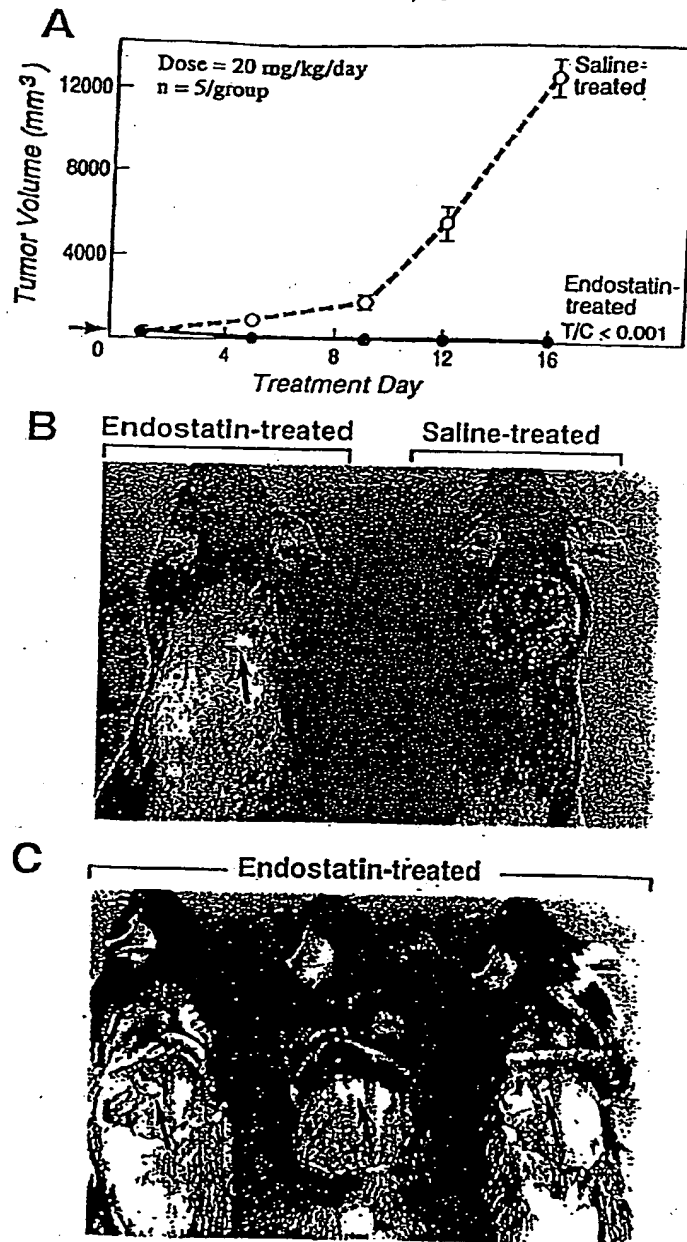 A
Dose = 20 mg/kg/day
n = 5/group
Saline-
treated
12000
8000
4000
Tumor Volume (mm³)
Endostatin-
treated
T/C < 0.001
0
4
8
12
16
Treatment Day
B
Endostatin-treated
Saline-treated
C
Endostatin-treated